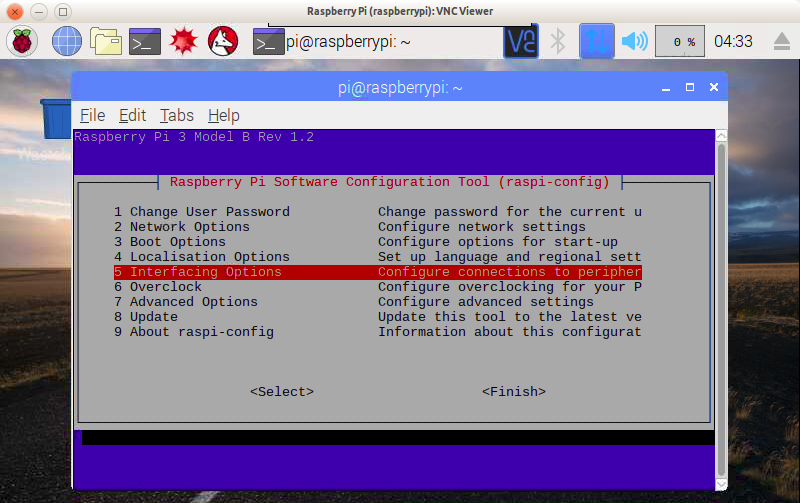 Raspberry Pi (raspberrypi): VNC Viewer
pi@raspberrypi: ~
0 %
04:33
pi@raspberrypi: ~
File Edit Tabs Help
Raspberry Pi 3 Model B Rev 1.2
Raspberry Pi Software Configuration Tool (raspi-config)
1 Change User Password Change password for the current u
2 Network Options Configure network settings
3 Boot Options Configure options for start-up
4 Localisation Options Set up language and regional sett
5 Interfacing Options Configure connections to peripher
6 Overclock Configure overclocking for your P
7 Advanced Options Configure advanced settings
8 Update Update this tool to the latest ve
9 About raspi-config Information about this configurat
<Select> <Finish>